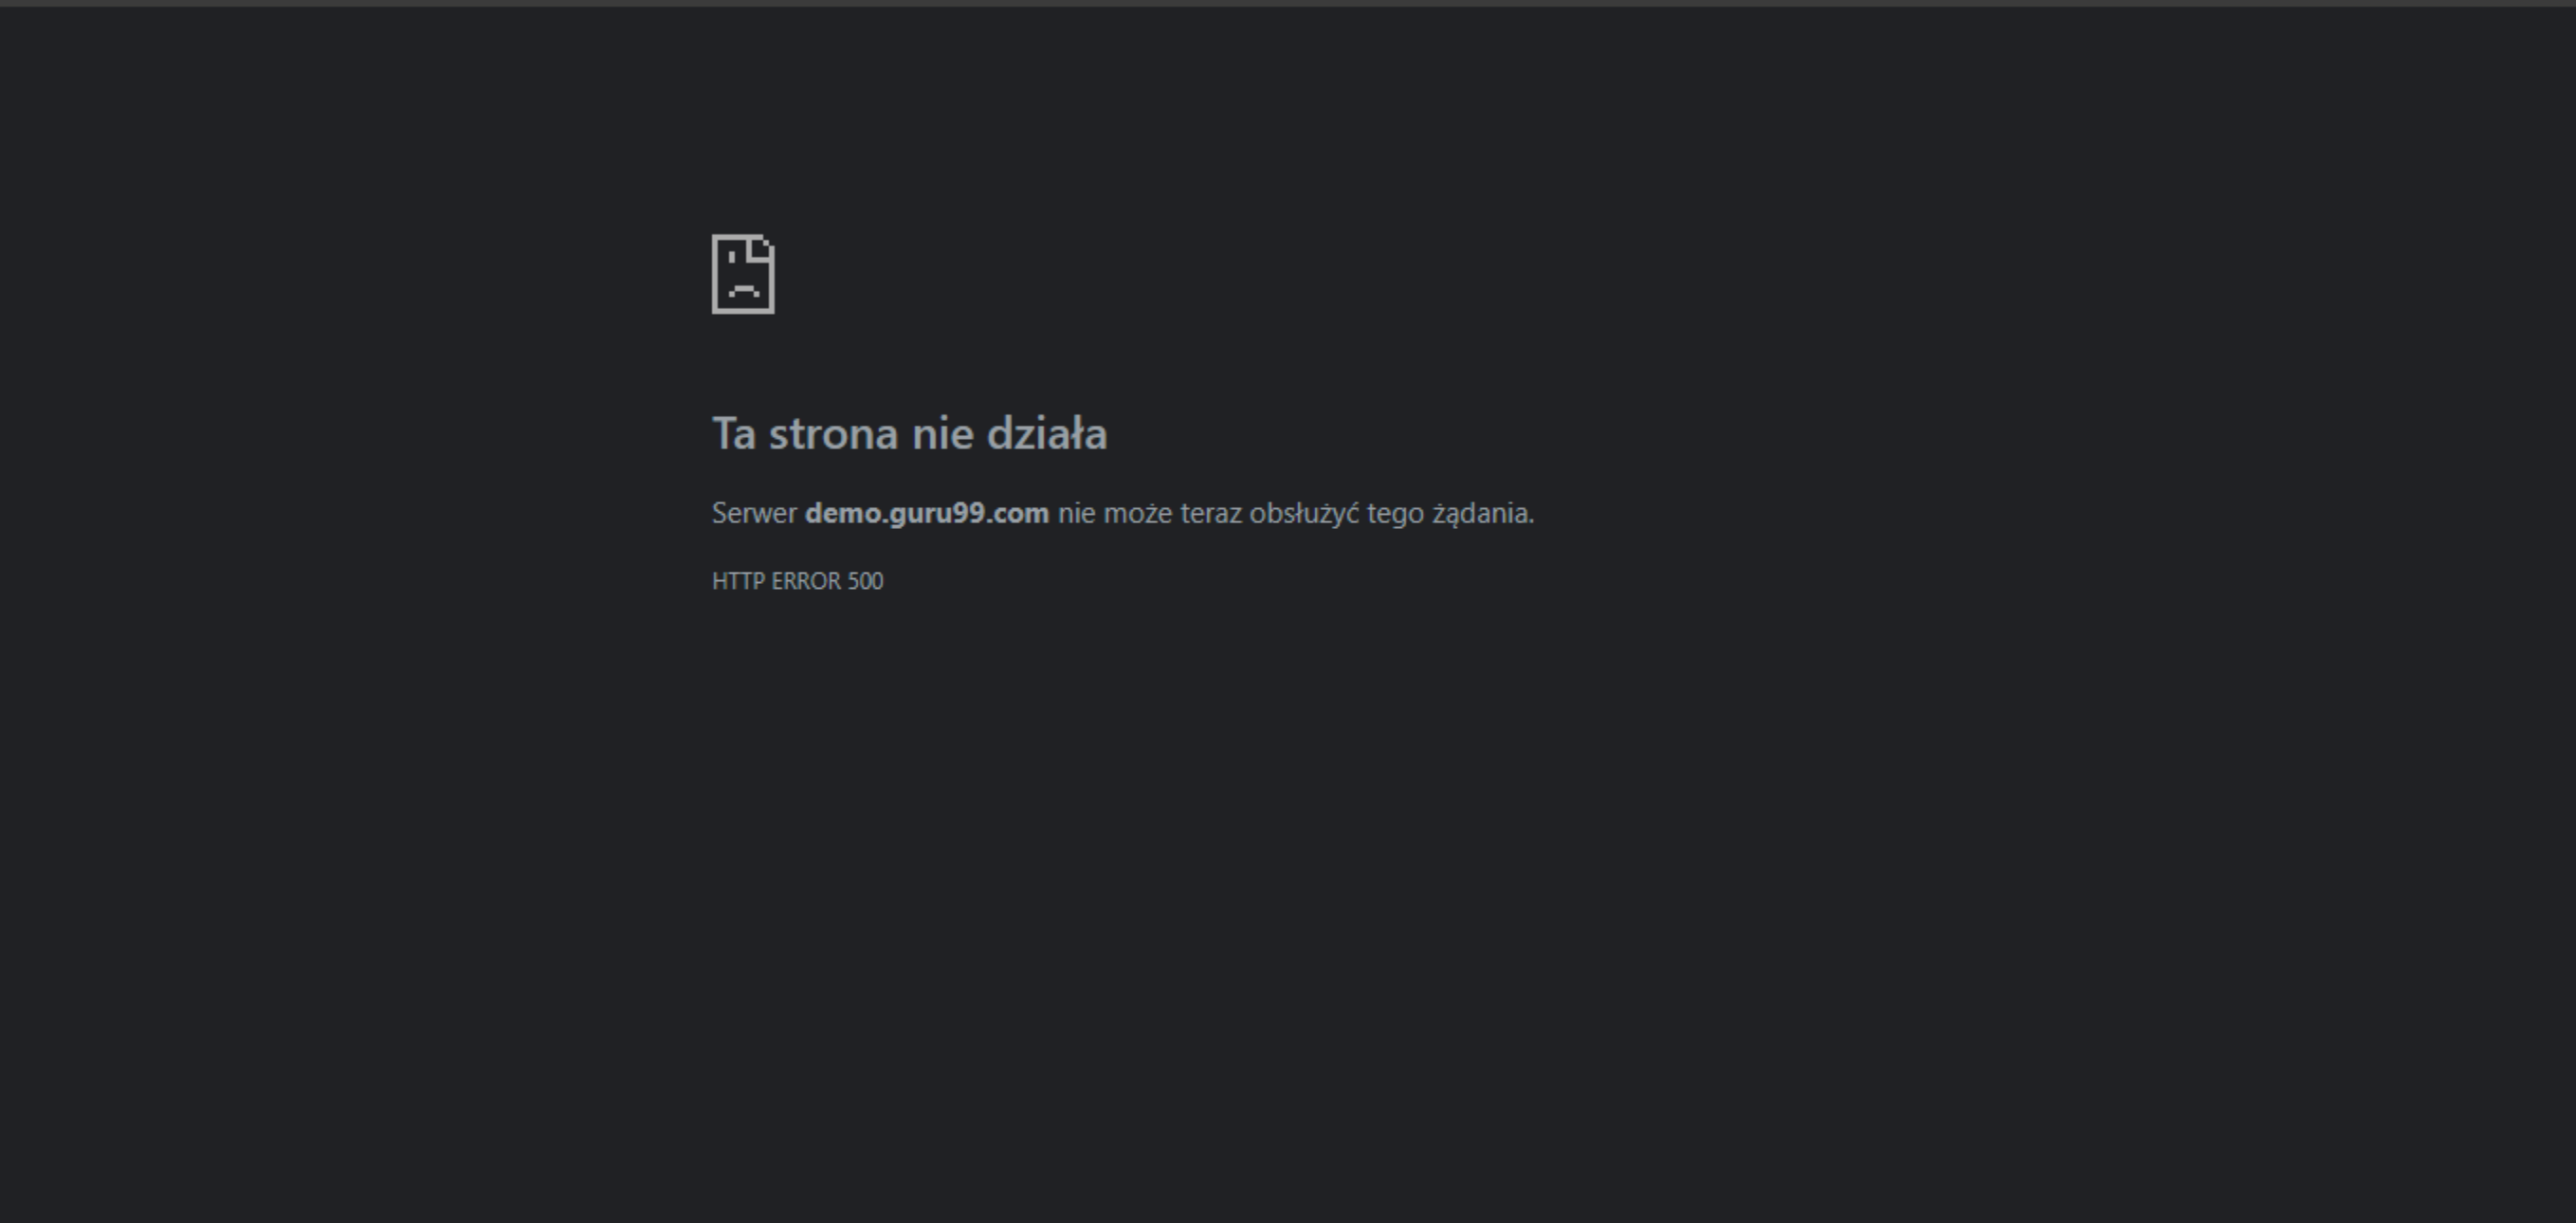 Ta strona nie działa
Serwer demo.guru99.com nie może teraz obsłużyć tego żądania.
HTTP ERROR 500